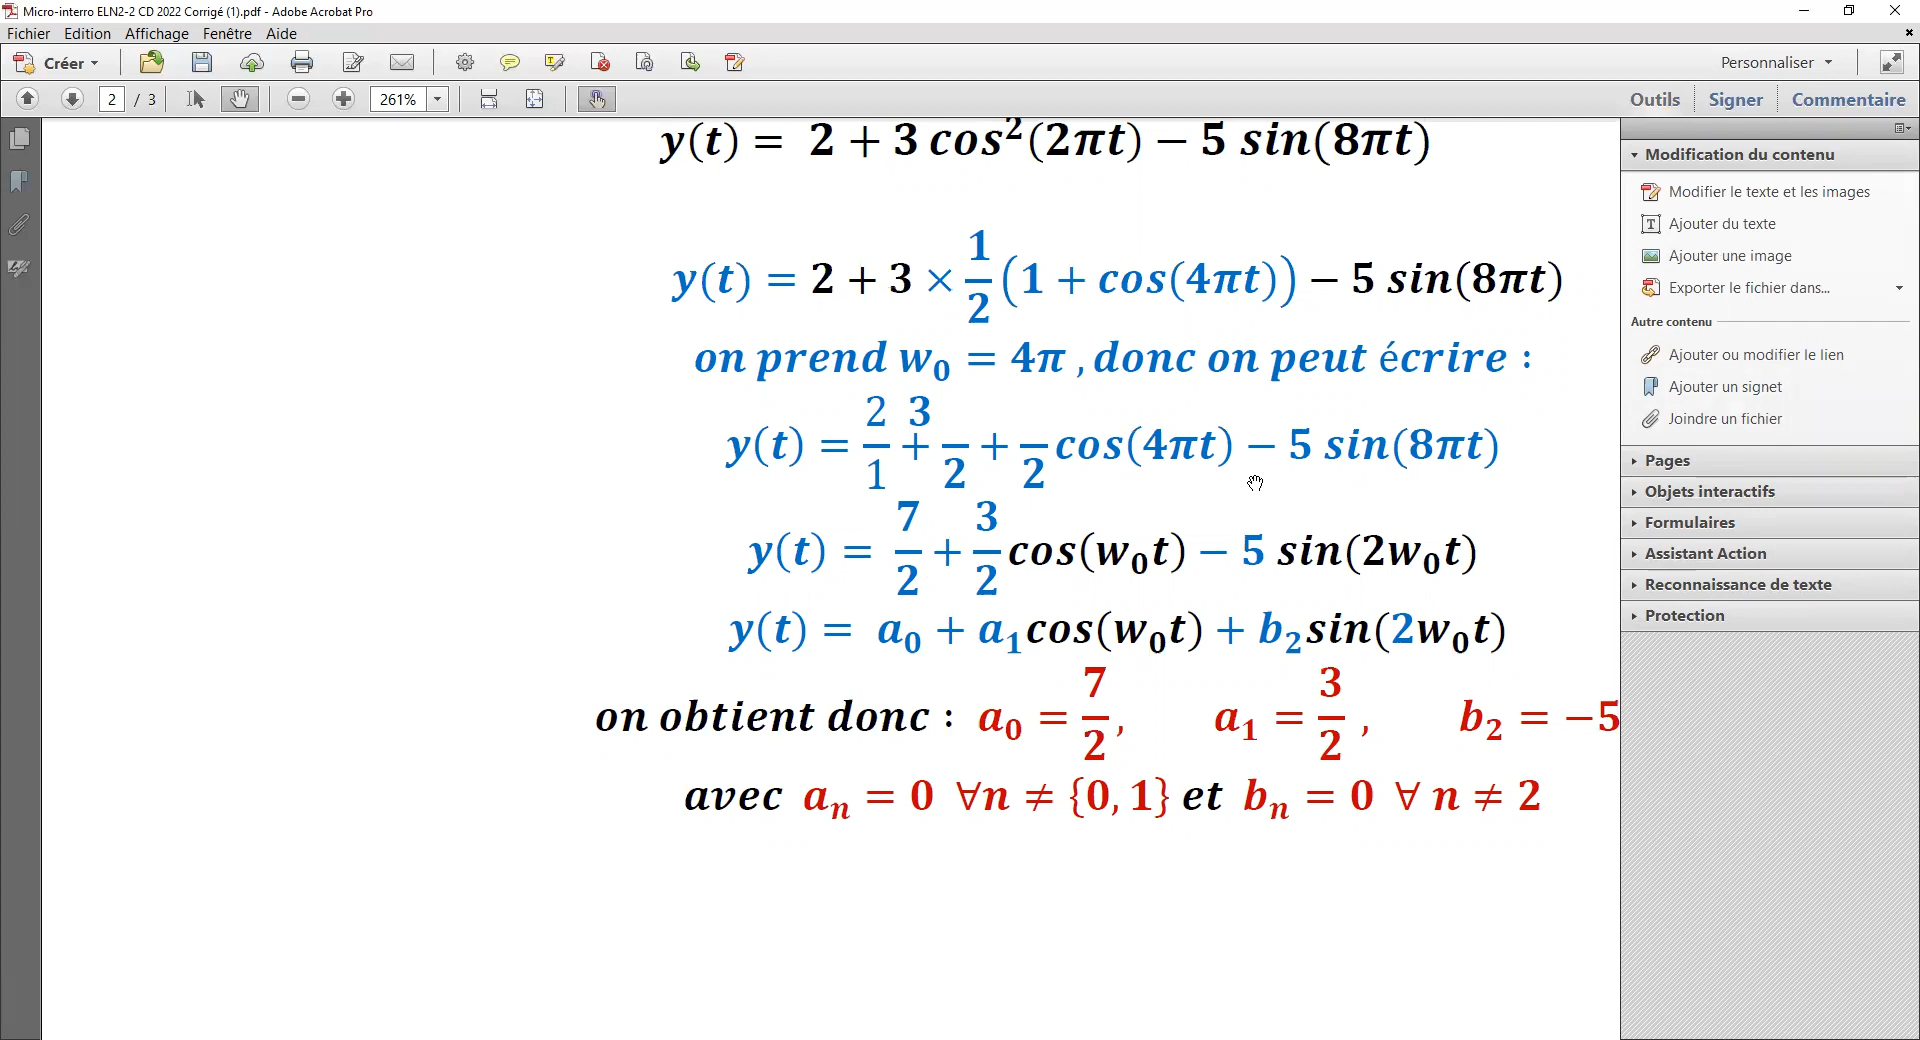 Micro-interro ELN2-2 CD 2022 Corrigé (1).pdf - Adobe Acrobat Pro
Fichier Edition Affichage Fenêtre Aide
Créer
Personnaliser
2 / 3
261%
Outils Signer Commentaire
y(t) = 2 + 3 cos²(2πt) − 5 sin(8πt)
y(t) = 2 + 3 × 1/2 (1 + cos(4πt)) − 5 sin(8πt)
on prend w₀ = 4π , donc on peut écrire :
2 3
y(t) = − + − + − cos(4πt) − 5 sin(8πt)
1 2 2
y(t) = 7/2 + 3/2 cos(w₀t) − 5 sin(2w₀t)
y(t) = a₀ + a₁cos(w₀t) + b₂sin(2w₀t)
on obtient donc : a₀ = 7/2, a₁ = 3/2 , b₂ = −5
avec aₙ = 0 ∀n ≠ {0, 1} et bₙ = 0 ∀ n ≠ 2
Modification du contenu
Modifier le texte et les images
Ajouter du texte
Ajouter une image
Exporter le fichier dans...
Autre contenu
Ajouter ou modifier le lien
Ajouter un signet
Joindre un fichier
Pages
Objets interactifs
Formulaires
Assistant Action
Reconnaissance de texte
Protection